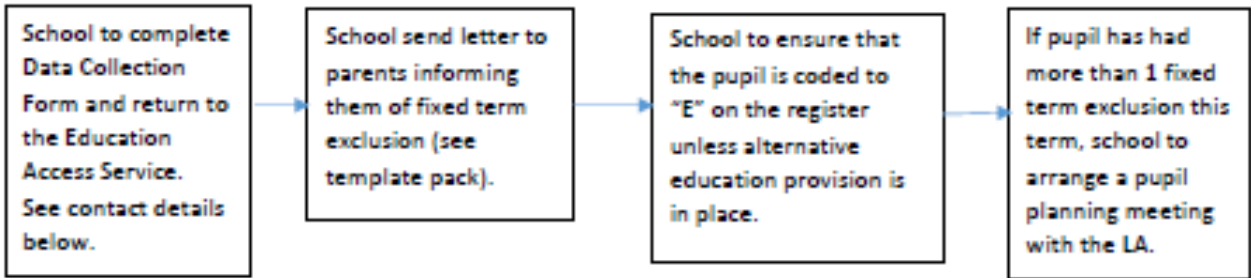 School to complete
Data Collection
Form and return to
the Education
Access Service.
See contact details
below.
School send letter to
parents informing
them of fixed term
exclusion (see
template pack).
School to ensure that
the pupil is coded to
“E” on the register
unless alternative
education provision is
in place.
If pupil has had
more than 1 fixed
term exclusion this
term, school to
arrange a pupil
planning meeting
with the LA.